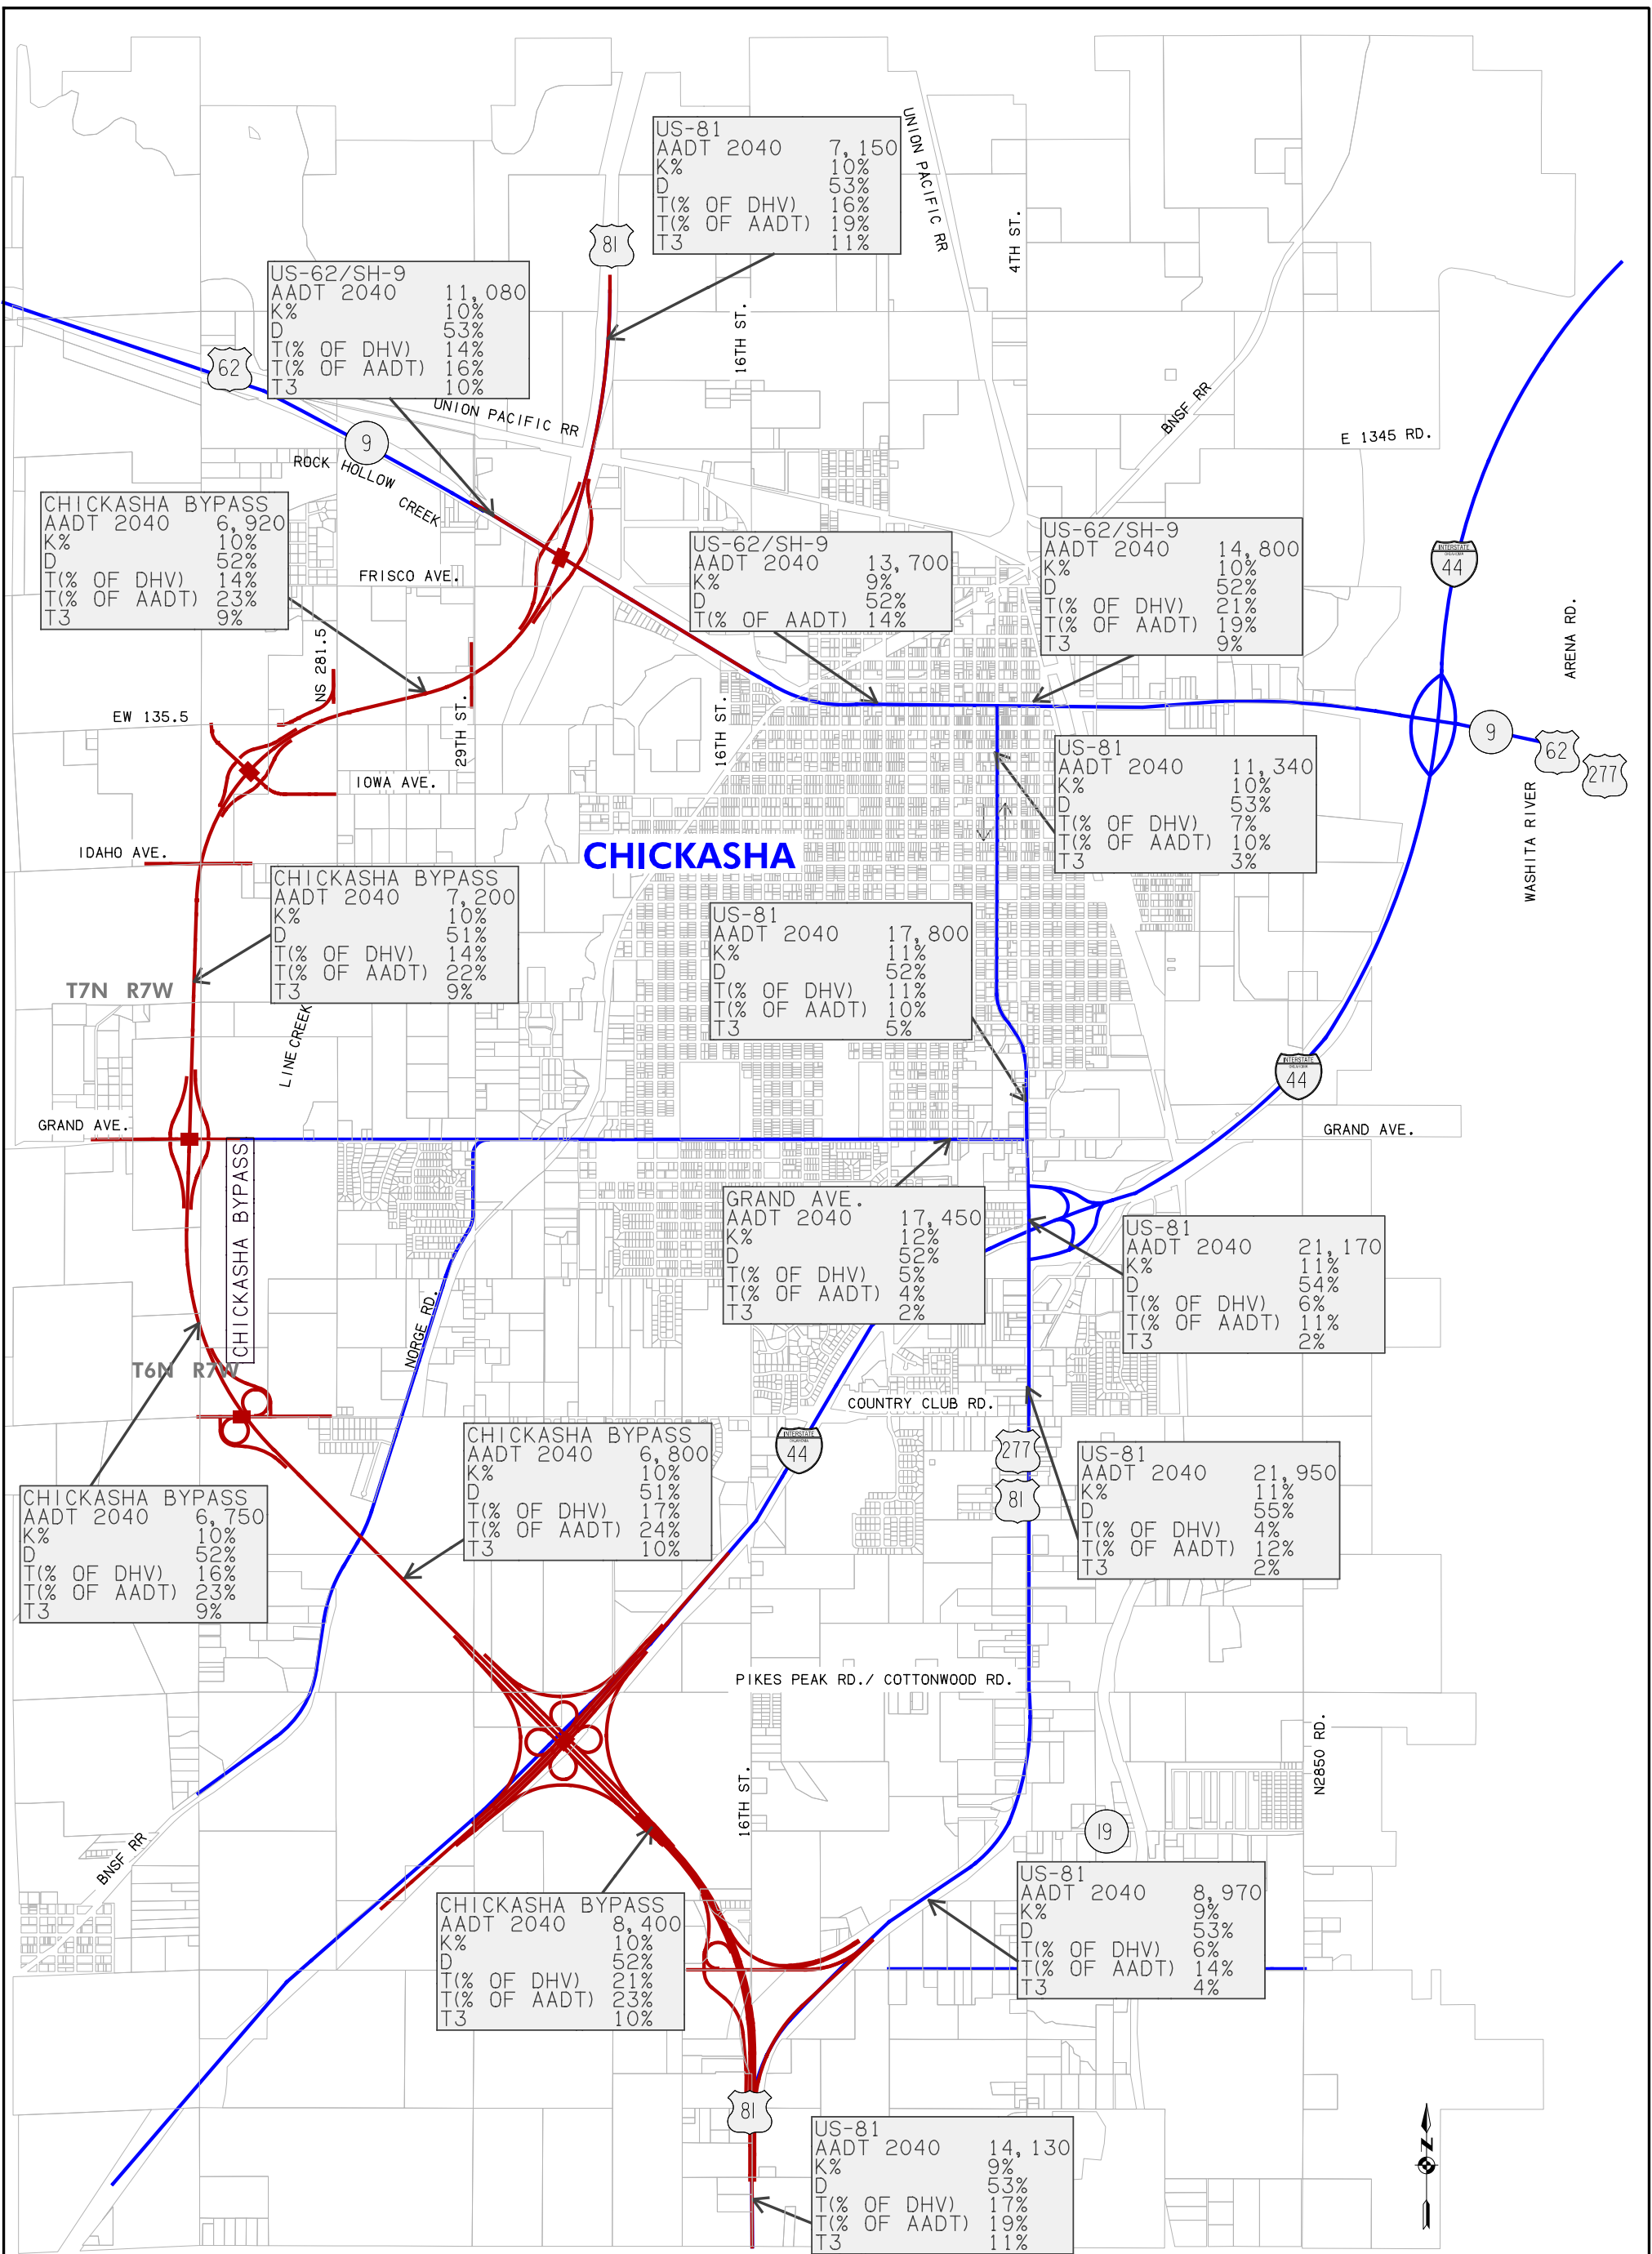 US-81
AADT 2040 7,150
K% 10%
D 53%
T(% OF DHV) 16%
T(% OF AADT) 19%
T3 11%
UNION PACIFIC RR
4TH ST.
81
US-62/SH-9
AADT 2040 11,080
K% 10%
D 53%
T(% OF DHV) 14%
T(% OF AADT) 16%
T3 10%
16TH ST.
62
UNION PACIFIC RR
9
ROCK HOLLOW CREEK
BNSF RR
E 1345 RD.
CHICKASHA BYPASS
AADT 2040 6,920
K% 10%
D 52%
T(% OF DHV) 14%
T(% OF AADT) 23%
T3 9%
FRISCO AVE.
US-62/SH-9
AADT 2040 13,700
K% 9%
D 52%
T(% OF AADT) 14%
US-62/SH-9
AADT 2040 14,800
K% 10%
D 52%
T(% OF DHV) 21%
T(% OF AADT) 19%
T3 9%
INTERSTATE
44
ARENA RD.
NS 281.5
EW 135.5
29TH ST.
16TH ST.
9
62
277
IOWA AVE.
US-81
AADT 2040 11,340
K% 10%
D 53%
T(% OF DHV) 7%
T(% OF AADT) 10%
T3 3%
WASHITA RIVER
IDAHO AVE.
CHICKASHA
CHICKASHA BYPASS
AADT 2040 7,200
K% 10%
D 51%
T(% OF DHV) 14%
T(% OF AADT) 22%
T3 9%
US-81
AADT 2040 17,800
K% 11%
D 52%
T(% OF DHV) 11%
T(% OF AADT) 10%
T3 5%
T7N R7W
LINE CREEK
INTERSTATE
44
GRAND AVE.
GRAND AVE.
CHICKASHA BYPASS
GRAND AVE.
AADT 2040 17,450
K% 12%
D 52%
T(% OF DHV) 5%
T(% OF AADT) 4%
T3 2%
US-81
AADT 2040 21,170
K% 11%
D 54%
T(% OF DHV) 6%
T(% OF AADT) 11%
T3 2%
NORGE RD.
T6N R7W
COUNTRY CLUB RD.
CHICKASHA BYPASS
AADT 2040 6,800
K% 10%
D 51%
T(% OF DHV) 17%
T(% OF AADT) 24%
T3 10%
INTERSTATE
44
277
81
US-81
AADT 2040 21,950
K% 11%
D 55%
T(% OF DHV) 4%
T(% OF AADT) 12%
T3 2%
CHICKASHA BYPASS
AADT 2040 6,750
K% 10%
D 52%
T(% OF DHV) 16%
T(% OF AADT) 23%
T3 9%
PIKES PEAK RD./ COTTONWOOD RD.
N2850 RD.
16TH ST.
19
BNSF RR
CHICKASHA BYPASS
AADT 2040 8,400
K% 10%
D 52%
T(% OF DHV) 21%
T(% OF AADT) 23%
T3 10%
US-81
AADT 2040 8,970
K% 9%
D 53%
T(% OF DHV) 6%
T(% OF AADT) 14%
T3 4%
81
US-81
AADT 2040 14,130
K% 9%
D 53%
T(% OF DHV) 17%
T(% OF AADT) 19%
T3 11%
N